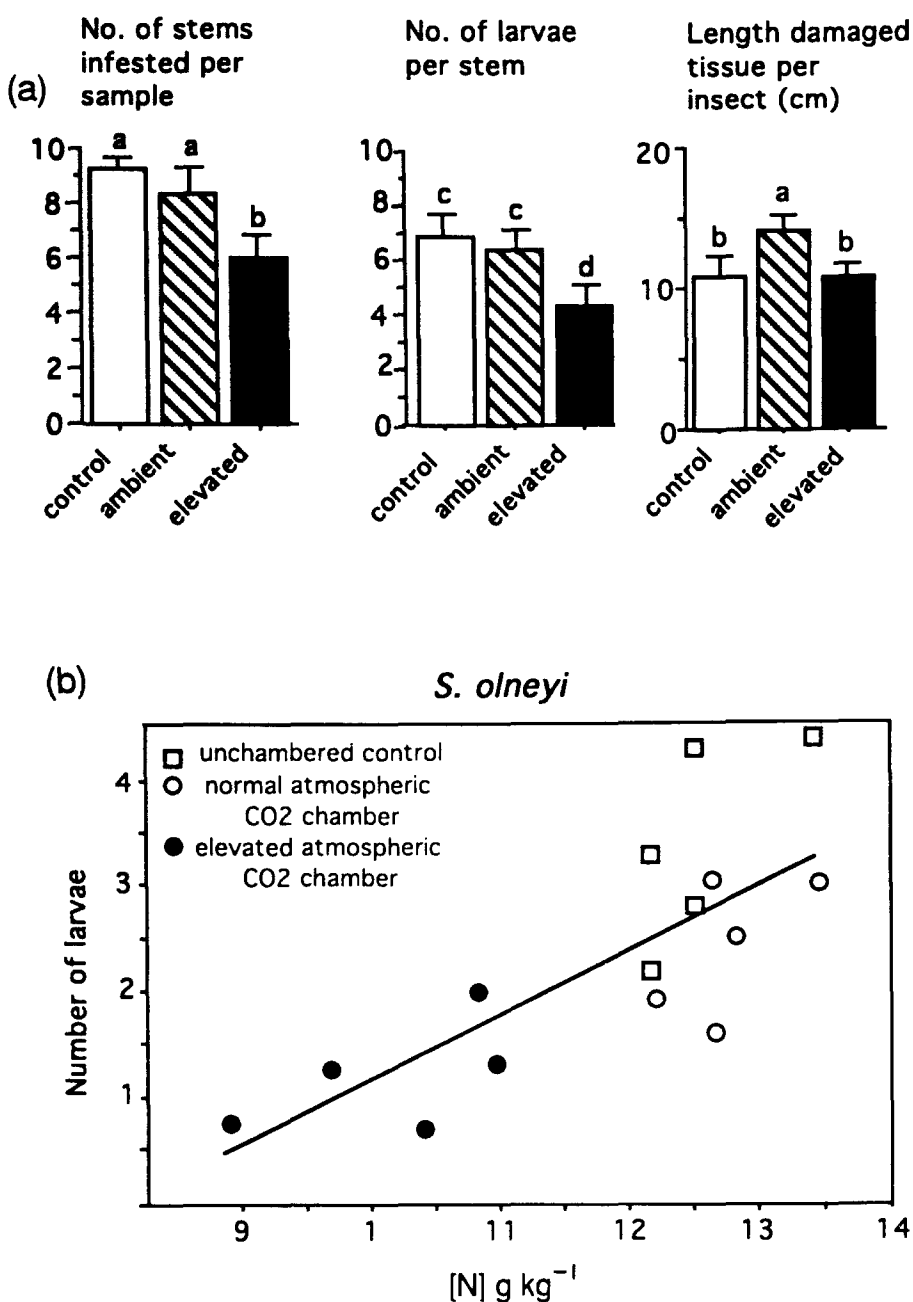 (a)
No. of stems
infested per
sample
10
8
6
4
2
0
a
a
b
control
ambient
elevated
No. of larvae
per stem
10
8
6
4
2
0
c
c
d
control
ambient
elevated
Length damaged
tissue per
insect (cm)
20
10
0
b
a
b
control
ambient
elevated
(b)
S. olneyi
unchambered control
normal atmospheric
CO2 chamber
elevated atmospheric
CO2 chamber
Number of larvae
4
3
2
1
9
1
11
12
13
14
[N] g kg⁻¹